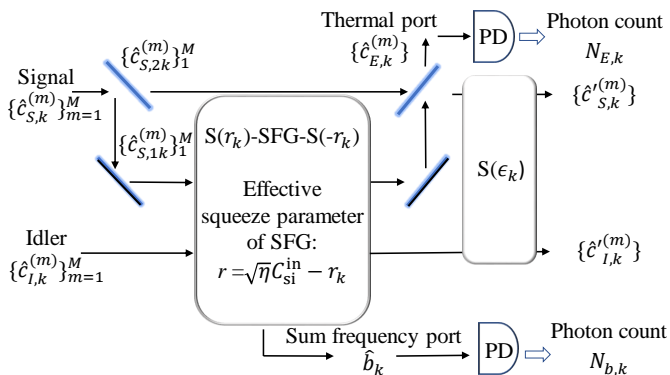 Thermal port
{ĉ_{E,k}^{(m)}}
PD
Photon count
N_{E,k}
{ĉ_{S,2k}^{(m)}}_1^M
Signal
{ĉ_{S,k}^{(m)}}_{m=1}^M
{ĉ_{S,1k}^{(m)}}_1^M
S(r_k)-SFG-S(-r_k)
Effective
squeeze parameter
of SFG:
r =√η C_{si}^{in} − r_k
S(ϵ_k)
{ĉ'_{S,k}^{(m)}}
Idler
{ĉ_{I,k}^{(m)}}_{m=1}^M
{ĉ'_{I,k}^{(m)}}
Sum frequency port
b̂_k
PD
Photon count
N_{b,k}